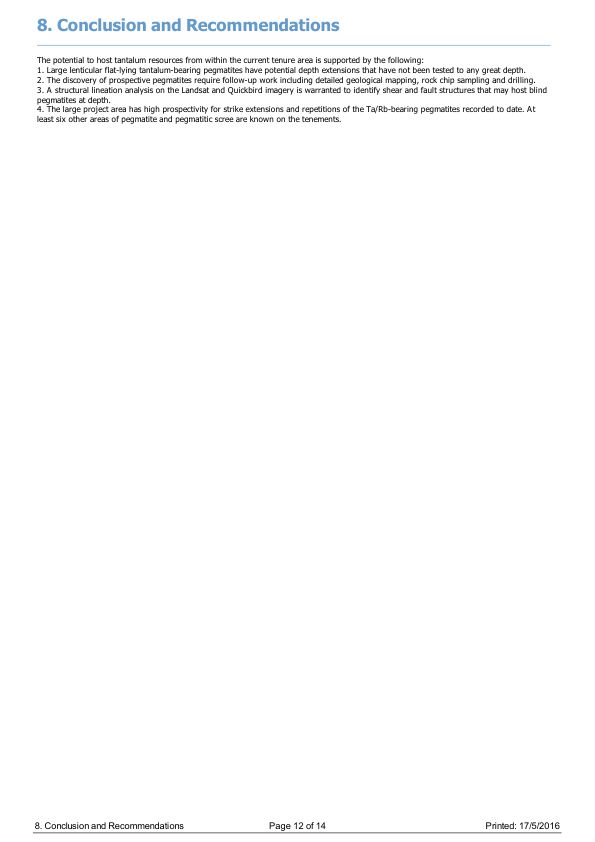 8. Conclusion and Recommendations
The potential to host tantalum resources from within the current tenure area is supported by the following:
1. Large lenticular flat-lying tantalum-bearing pegmatites have potential depth extensions that have not been tested to any great depth.
2. The discovery of prospective pegmatites require follow-up work including detailed geological mapping, rock chip sampling and drilling.
3. A structural lineation analysis on the Landsat and Quickbird imagery is warranted to identify shear and fault structures that may host blind
pegmatites at depth.
4. The large project area has high prospectivity for strike extensions and repetitions of the Ta/Rb-bearing pegmatites recorded to date. At
least six other areas of pegmatite and pegmatitic scree are known on the tenements.
8. Conclusion and Recommendations Page 12 of 14 Printed: 17/5/2016